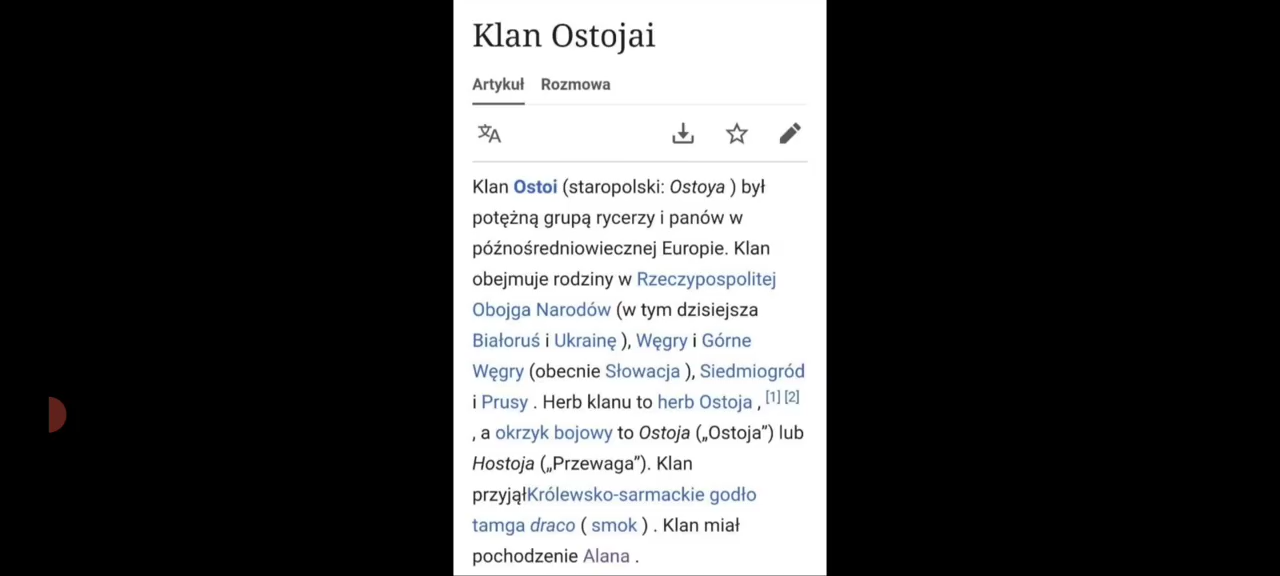 Klan Ostojai
Artykuł Rozmowa
Klan Ostoi (staropolski: Ostoya ) był
potężną grupą rycerzy i panów w
późnośredniowiecznej Europie. Klan
obejmuje rodziny w Rzeczypospolitej
Obojga Narodów (w tym dzisiejsza
Białoruś i Ukrainę ), Węgry i Górne
Węgry (obecnie Słowacja ), Siedmiogród
i Prusy . Herb klanu to herb Ostoja , [1] [2]
, a okrzyk bojowy to Ostoja („Ostoja”) lub
Hostoja („Przewaga”). Klan
przyjąłKrólewsko-sarmackie godło
tamga draco ( smok ) . Klan miał
pochodzenie Alana .